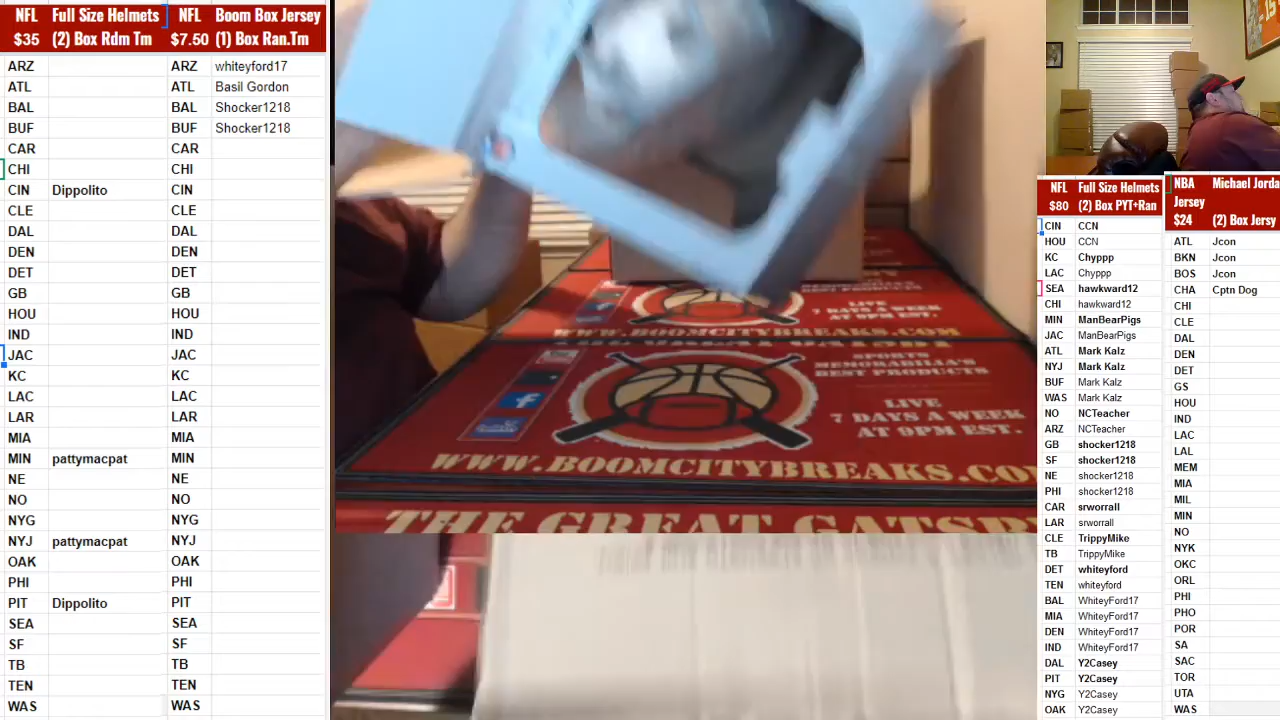 NFL Full Size Helmets NFL Boom Box Jersey
$35 (2) Box Rdm Tm $7.50 (1) Box Ran.Tm
ARZ ARZ whiteyford17
ATL ATL Basil Gordon
BAL BAL Shocker1218
BUF BUF Shocker1218
CAR CAR
CHI CHI
CIN Dippolito CIN
CLE CLE
DAL DAL
DEN DEN
DET DET
GB GB
HOU HOU
IND IND
JAC JAC
KC KC
LAC LAC
LAR LAR
MIA MIA
MIN pattymacpat MIN
NE NE
NO NO
NYG NYG
NYJ pattymacpat NYJ
OAK OAK
PHI PHI
PIT Dippolito PIT
SEA SEA
SF SF
TB TB
TEN TEN
WAS WAS
LIVE
7 DAYS A WEEK
AT 9PM EST.
WWW.BOOMCITYBREAKS.COM
SPORTS
MEMORABILIA'S
BEST PRODUCTS
LIVE
7 DAYS A WEEK
AT 9PM EST.
WWW.BOOMCITYBREAKS.CO
THE GREAT GATSB
15
NFL Full Size Helmets
$80 (2) Box PYT+Ran
CIN CCN
HOU CCN
KC Chyppp
LAC Chyppp
SEA hawkward12
CHI hawkward12
MIN ManBearPigs
JAC ManBearPigs
ATL Mark Kalz
NYJ Mark Kalz
BUF Mark Kalz
WAS Mark Kalz
NO NCTeacher
ARZ NCTeacher
GB shocker1218
SF shocker1218
NE shocker1218
PHI shocker1218
CAR srworrall
LAR srworrall
CLE TrippyMike
TB TrippyMike
DET whiteyford
TEN whiteyford
BAL WhiteyFord17
MIA WhiteyFord17
DEN WhiteyFord17
IND WhiteyFord17
DAL Y2Casey
PIT Y2Casey
NYG Y2Casey
OAK Y2Casey
NBA Michael Jorda
Jersey
$24 (2) Box Jersy
ATL Jcon
BKN Jcon
BOS Jcon
CHA Cptn Dog
CHI
CLE
DAL
DEN
DET
GS
HOU
IND
LAC
LAL
MEM
MIA
MIL
MIN
NO
NYK
OKC
ORL
PHI
PHO
POR
SA
SAC
TOR
UTA
WAS